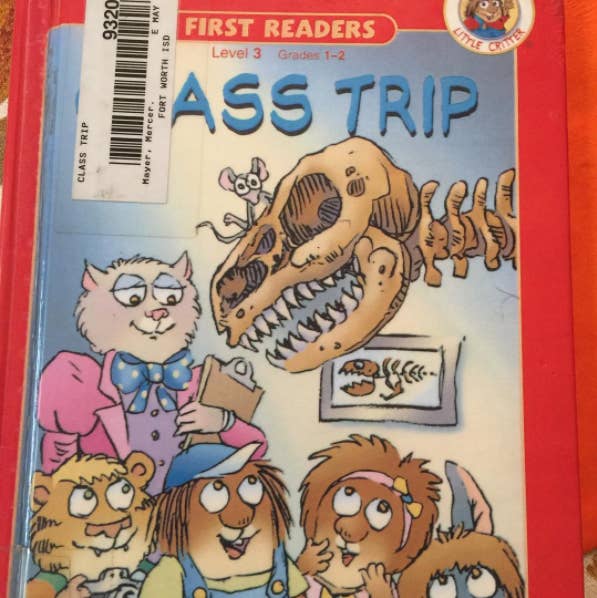 FIRST READERS
Level 3 Grades 1-2
LITTLE CRITTER
ASS TRIP
9320
CLASS TRIP
Mayer, Mercer.
FORT WORTH ISD
E MAY